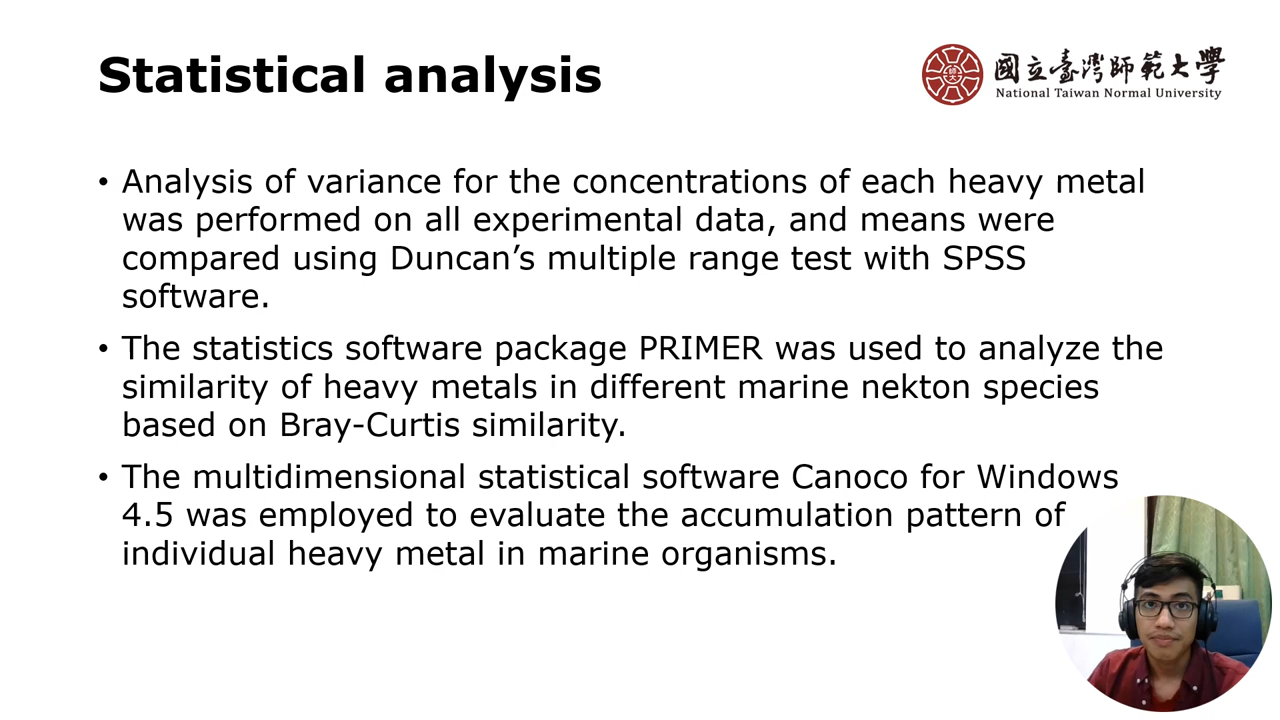 Statistical analysis
國立臺灣師範大學
National Taiwan Normal University
• Analysis of variance for the concentrations of each heavy metal
was performed on all experimental data, and means were
compared using Duncan’s multiple range test with SPSS
software.
• The statistics software package PRIMER was used to analyze the
similarity of heavy metals in different marine nekton species
based on Bray-Curtis similarity.
• The multidimensional statistical software Canoco for Windows
4.5 was employed to evaluate the accumulation pattern of
individual heavy metal in marine organisms.